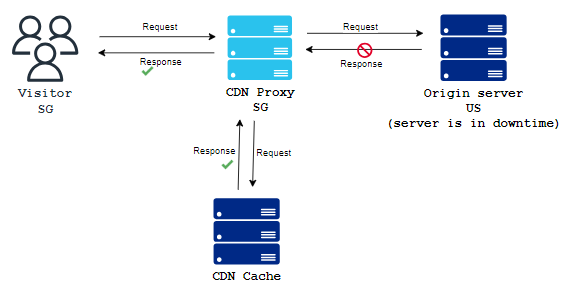 Request
Request
Response
Response
Visitor
SG
CDN Proxy
SG
Origin server
US
(server is in downtime)
Response
Request
CDN Cache